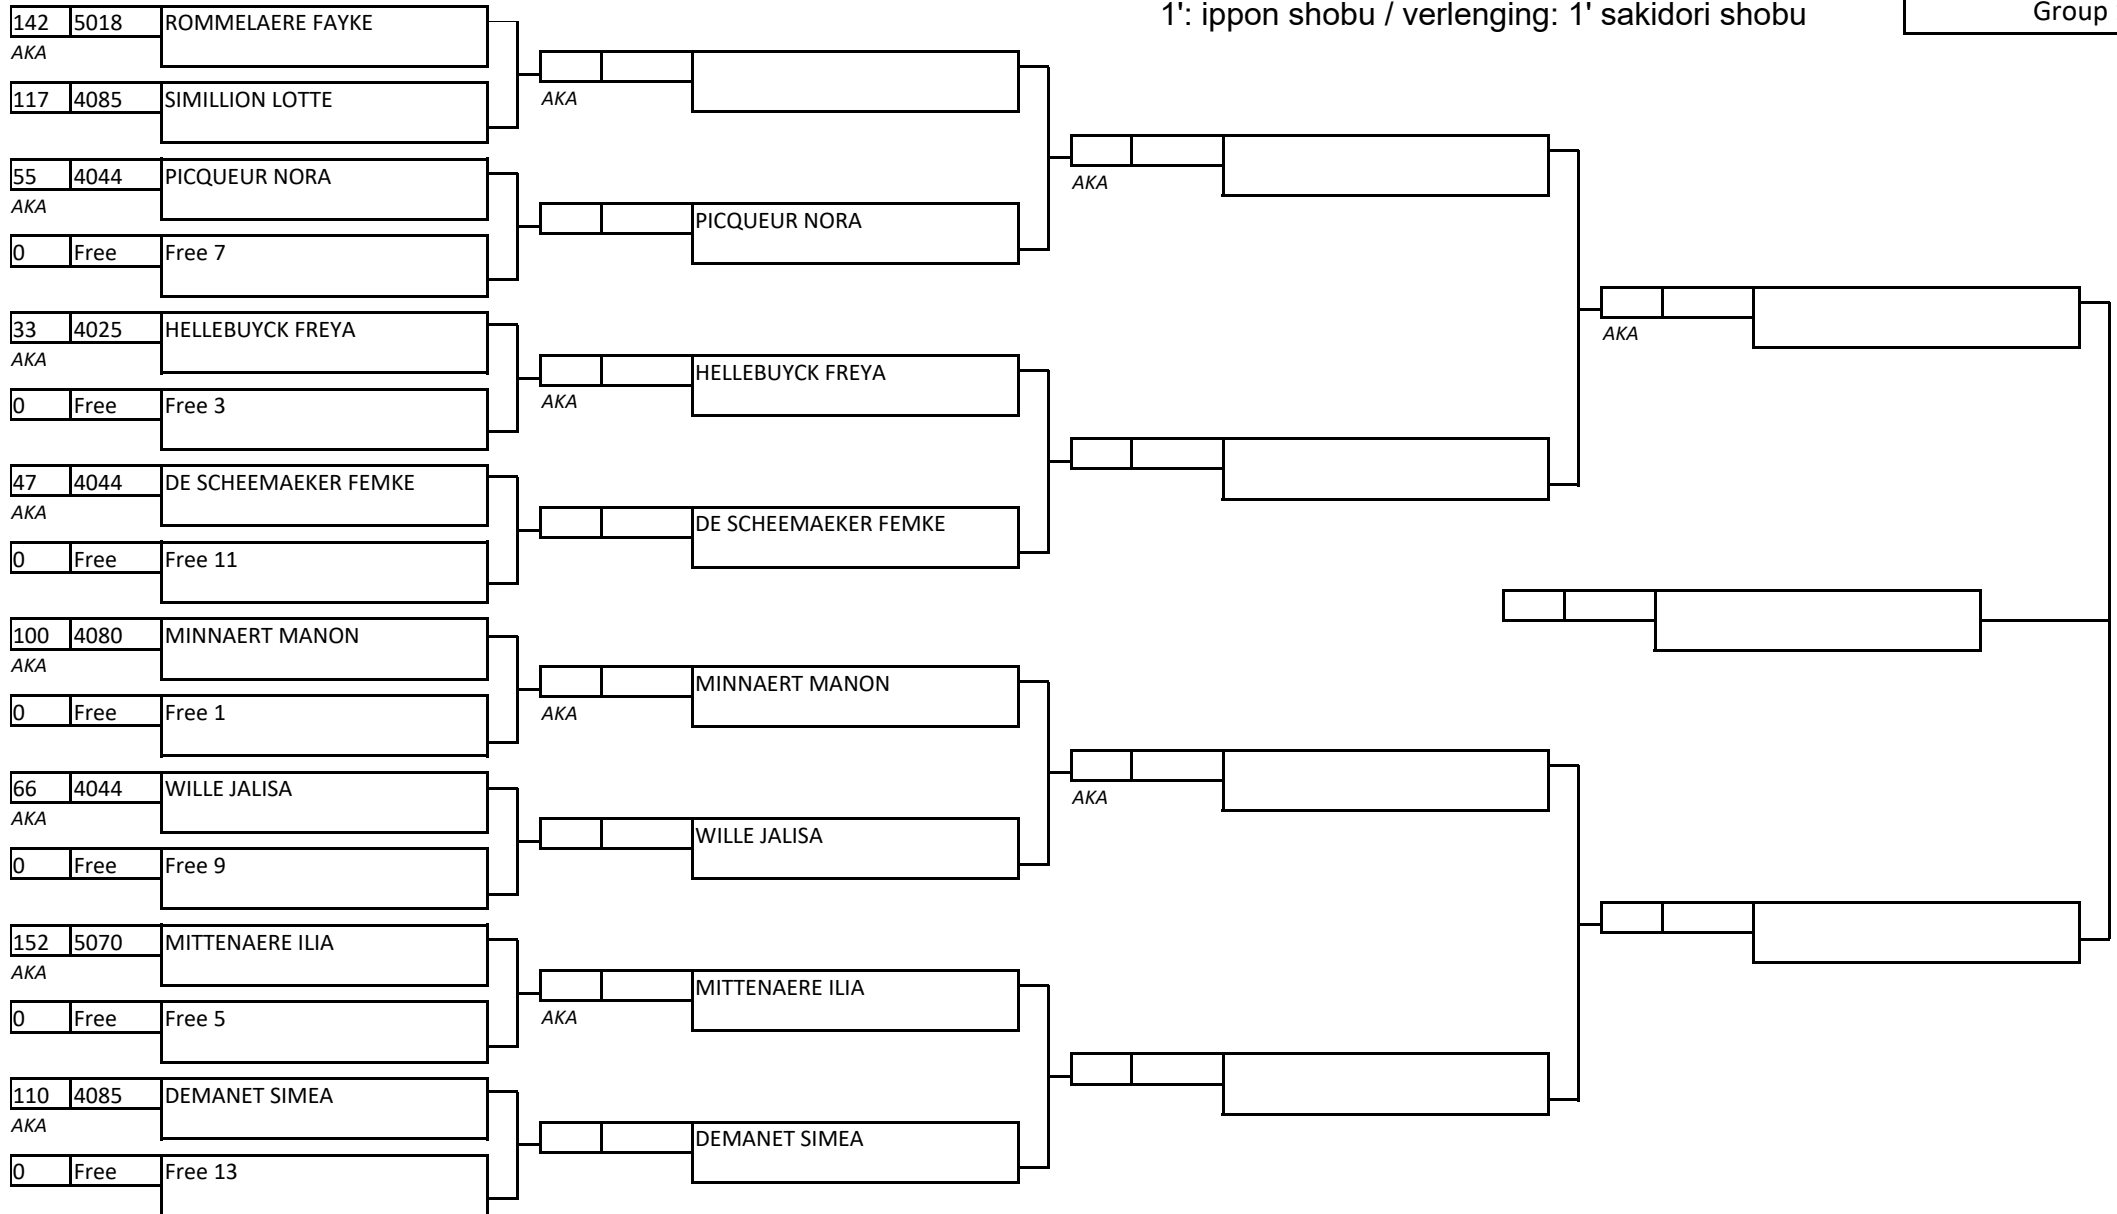 1': ippon shobu / verlenging: 1' sakidori shobu
Group
142 5018 ROMMELAERE FAYKE
AKA
117 4085 SIMILLION LOTTE
AKA
55 4044 PICQUEUR NORA
AKA
PICQUEUR NORA
0 Free Free 7
33 4025 HELLEBUYCK FREYA
AKA
HELLEBUYCK FREYA
AKA
0 Free Free 3
47 4044 DE SCHEEMAEKER FEMKE
AKA
DE SCHEEMAEKER FEMKE
0 Free Free 11
100 4080 MINNAERT MANON
AKA
MINNAERT MANON
AKA
0 Free Free 1
66 4044 WILLE JALISA
AKA
WILLE JALISA
0 Free Free 9
152 5070 MITTENAERE ILIA
AKA
MITTENAERE ILIA
AKA
0 Free Free 5
110 4085 DEMANET SIMEA
AKA
DEMANET SIMEA
0 Free Free 13
AKA
AKA
AKA